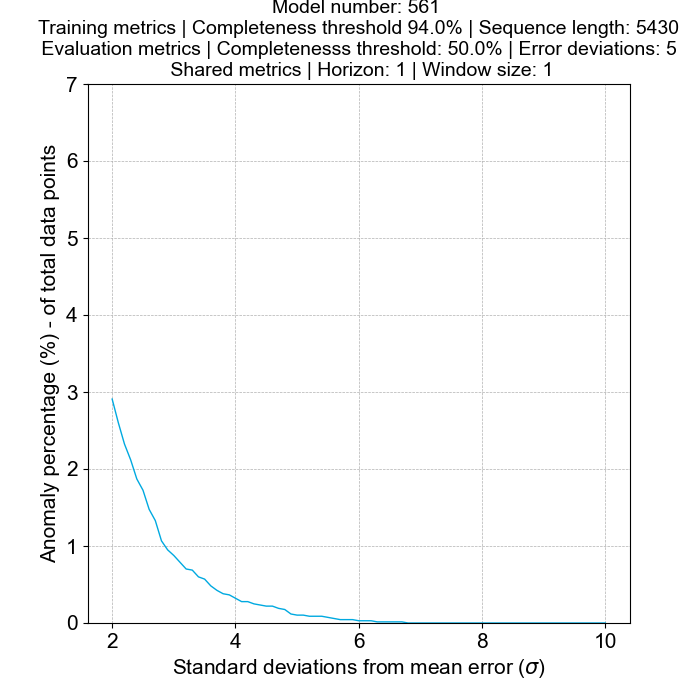 Model number: 561
Training metrics | Completeness threshold 94.0% | Sequence length: 5430
Evaluation metrics | Completenesss threshold: 50.0% | Error deviations: 5
Shared metrics | Horizon: 1 | Window size: 1
7
6
5
4
3
2
1
0
Anomaly percentage (%) - of total data points
2 4 6 8 10
Standard deviations from mean error (σ)